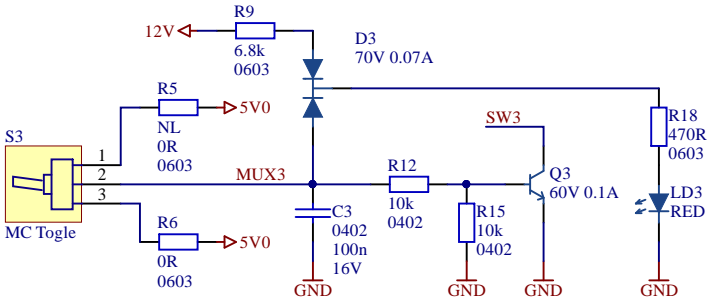 R9
12V
6.8k
0603
D3
70V 0.07A
R5
5V0
NL
0R
0603
S3
1
2
3
MC Togle
MUX3
R6
5V0
0R
0603
C3
0402
100n
16V
GND
R12
10k
0402
R15
10k
0402
GND
SW3
Q3
60V 0.1A
GND
R18
470R
0603
LD3
RED
GND